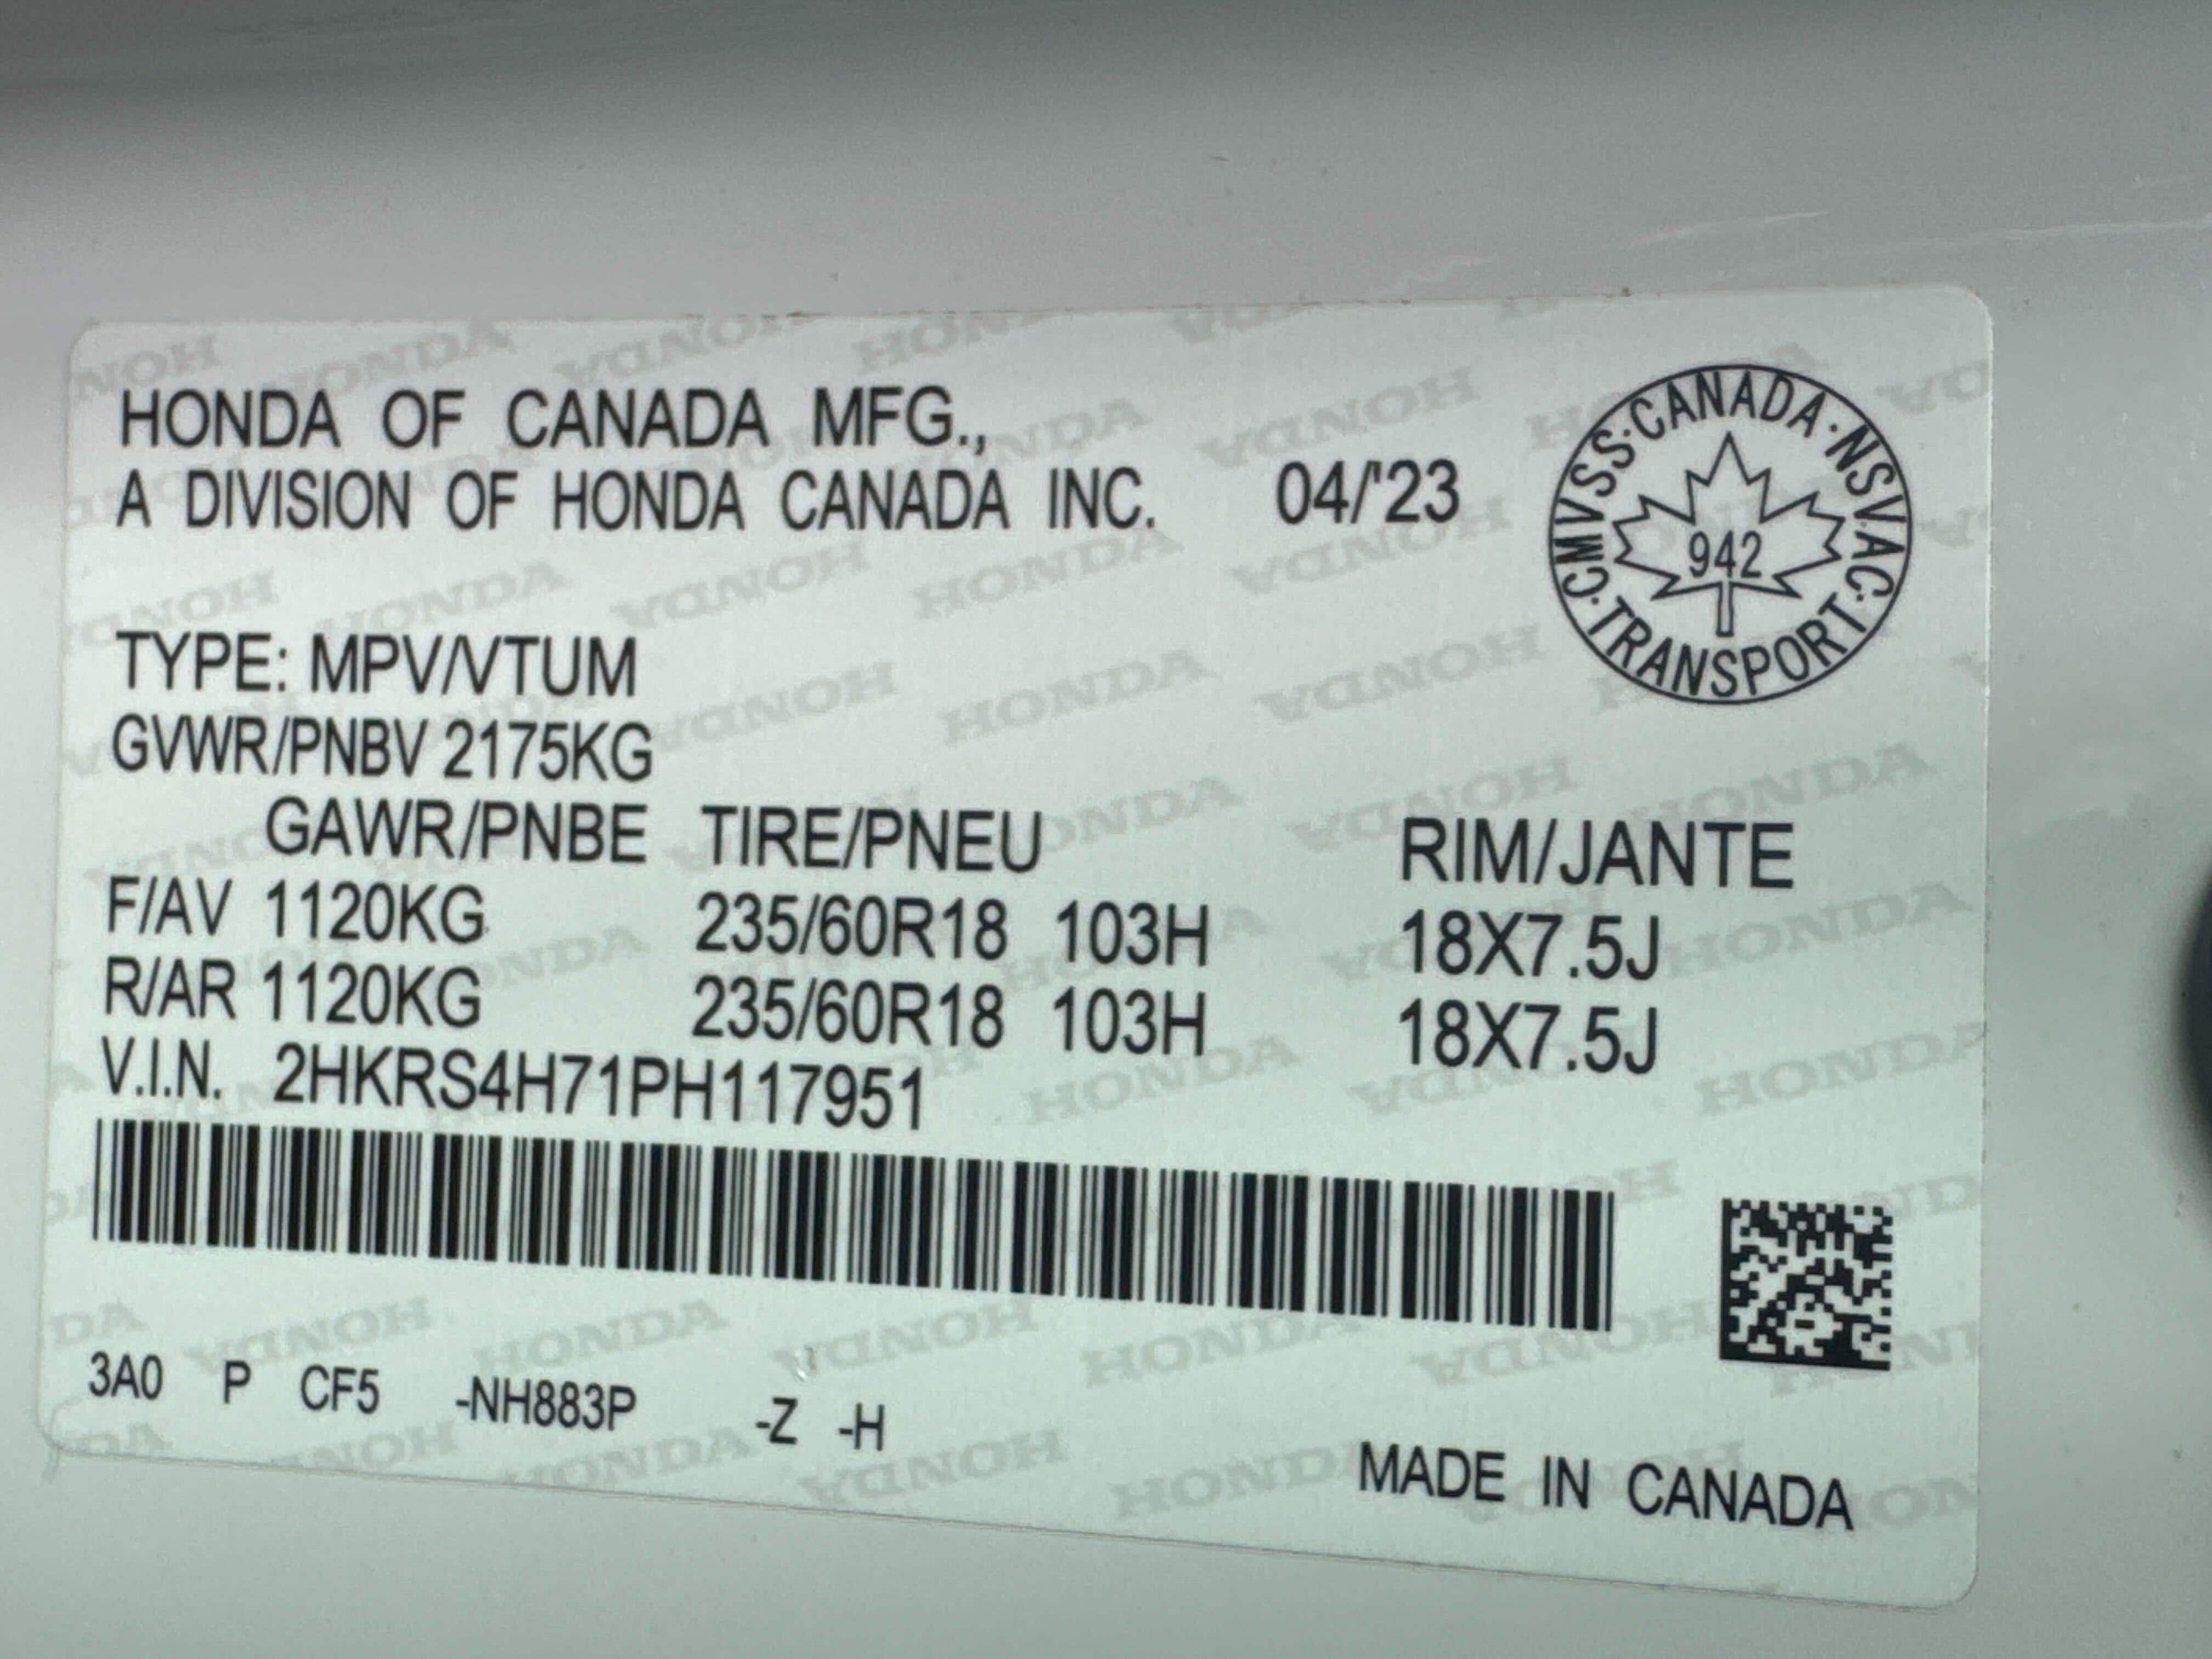 HONDA OF CANADA MFG.,
A DIVISION OF HONDA CANADA INC. 04/'23
CMVSS·CANADA·NSVAC·TRANSPORT·
942
TYPE: MPV/VTUM
GVWR/PNBV 2175KG
GAWR/PNBE TIRE/PNEU RIM/JANTE
F/AV 1120KG 235/60R18 103H 18X7.5J
R/AR 1120KG 235/60R18 103H 18X7.5J
V.I.N. 2HKRS4H71PH117951
3A0 P CF5 -NH883P -Z -H
MADE IN CANADA